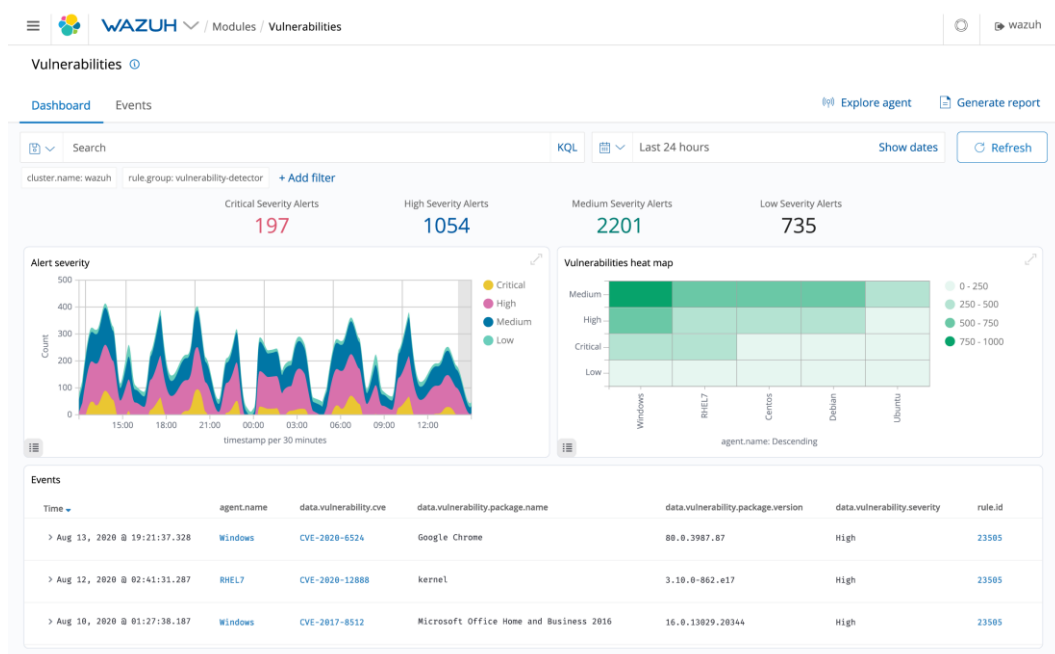 WAZUH / Modules / Vulnerabilities wazuh
Vulnerabilities
Dashboard Events Explore agent Generate report
Search KQL Last 24 hours Show dates Refresh
cluster.name: wazuh rule.group: vulnerability-detector + Add filter
Critical Severity Alerts High Severity Alerts Medium Severity Alerts Low Severity Alerts
197 1054 2201 735
Alert severity
500
400
300
200
100
0
Count
15:00 18:00 21:00 00:00 03:00 06:00 09:00 12:00
timestamp per 30 minutes
Critical
High
Medium
Low
Vulnerabilities heat map
Medium
High
Critical
Low
Windows RHEL7 Centos Debian Ubuntu
agent.name: Descending
0 - 250
250 - 500
500 - 750
750 - 1000
Events
Time agent.name data.vulnerability.cve data.vulnerability.package.name data.vulnerability.package.version data.vulnerability.severity rule.id
> Aug 13, 2020 @ 19:21:37.328 Windows CVE-2020-6524 Google Chrome 80.0.3987.87 High 23505
> Aug 12, 2020 @ 02:41:31.287 RHEL7 CVE-2020-12888 kernel 3.10.0-862.e17 High 23505
> Aug 10, 2020 @ 01:27:38.187 Windows CVE-2017-8512 Microsoft Office Home and Business 2016 16.0.13029.20344 High 23505